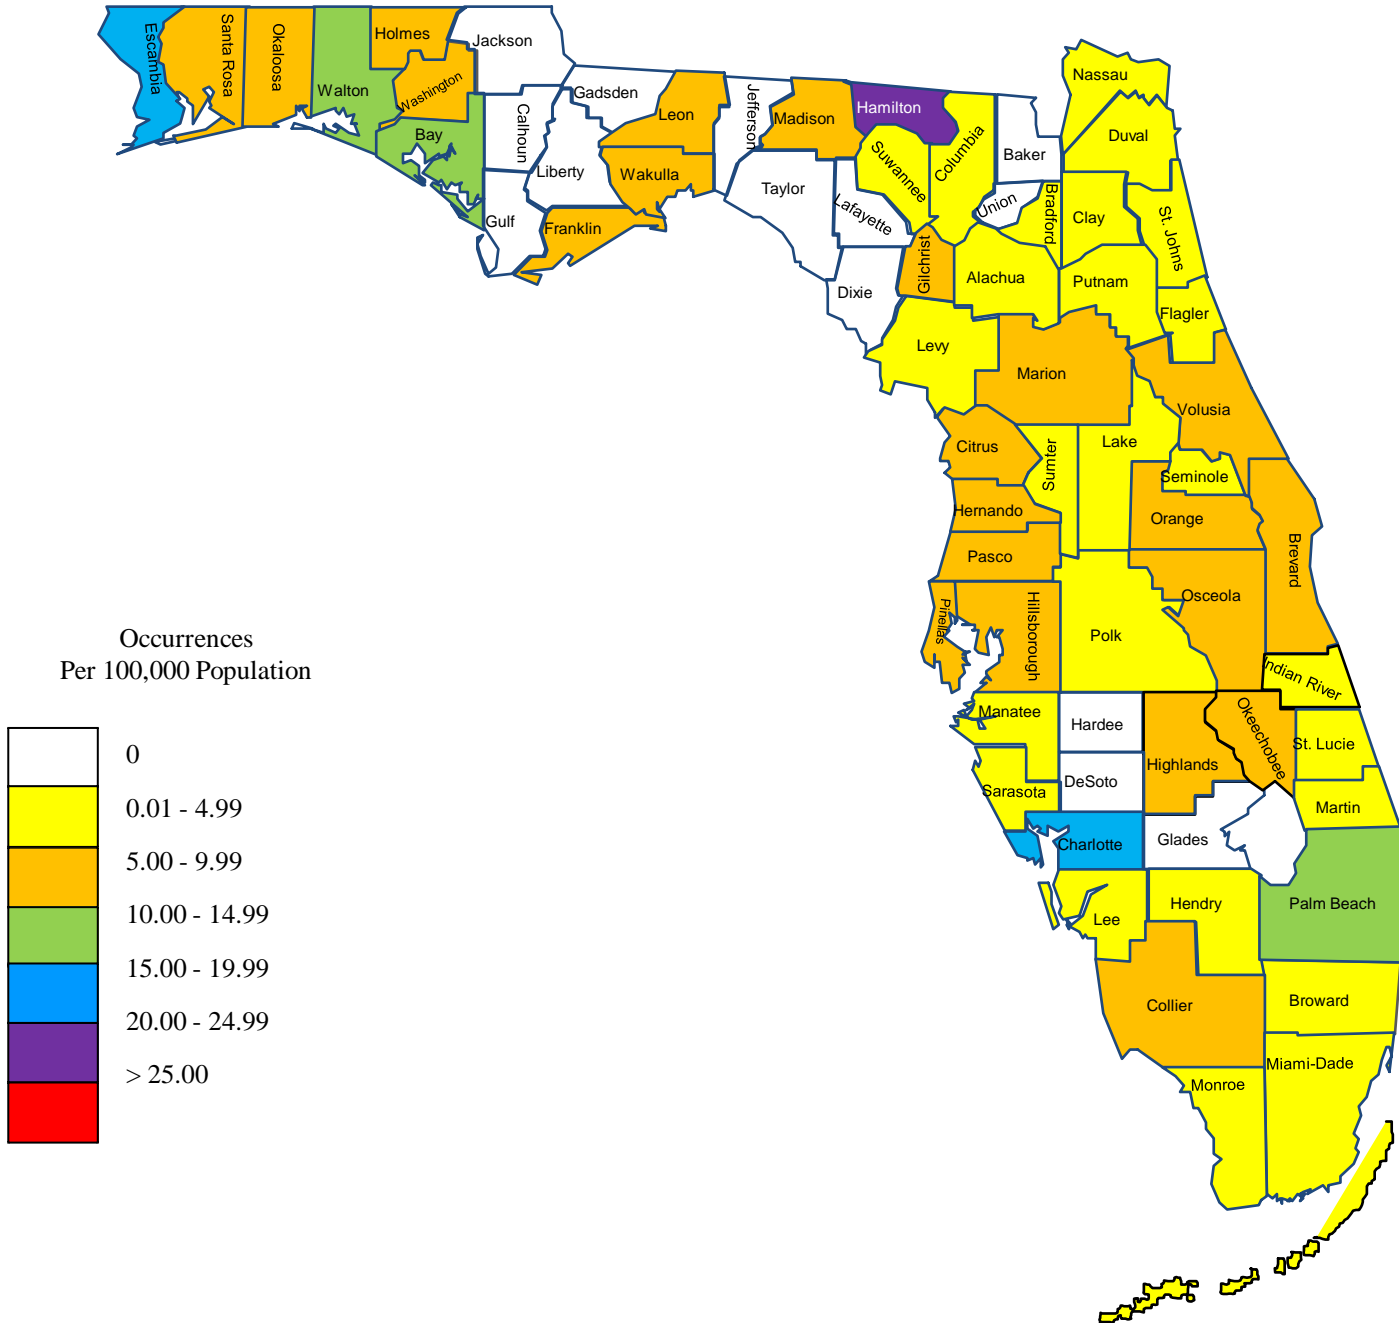 Escambia
Santa Rosa
Okaloosa
Walton
Holmes
Washington
Bay
Jackson
Calhoun
Gulf
Gadsden
Liberty
Franklin
Leon
Wakulla
Jefferson
Madison
Taylor
Hamilton
Suwannee
Lafayette
Dixie
Columbia
Gilchrist
Baker
Union
Bradford
Nassau
Duval
Clay
St. Johns
Alachua
Putnam
Flagler
Levy
Marion
Volusia
Citrus
Sumter
Lake
Seminole
Hernando
Orange
Pasco
Brevard
Pinellas
Hillsborough
Polk
Osceola
Indian River
Manatee
Hardee
Highlands
Okeechobee
St. Lucie
Sarasota
DeSoto
Martin
Charlotte
Glades
Lee
Hendry
Palm Beach
Collier
Broward
Monroe
Miami-Dade
Occurrences
Per 100,000 Population
0
0.01 - 4.99
5.00 - 9.99
10.00 - 14.99
15.00 - 19.99
20.00 - 24.99
> 25.00